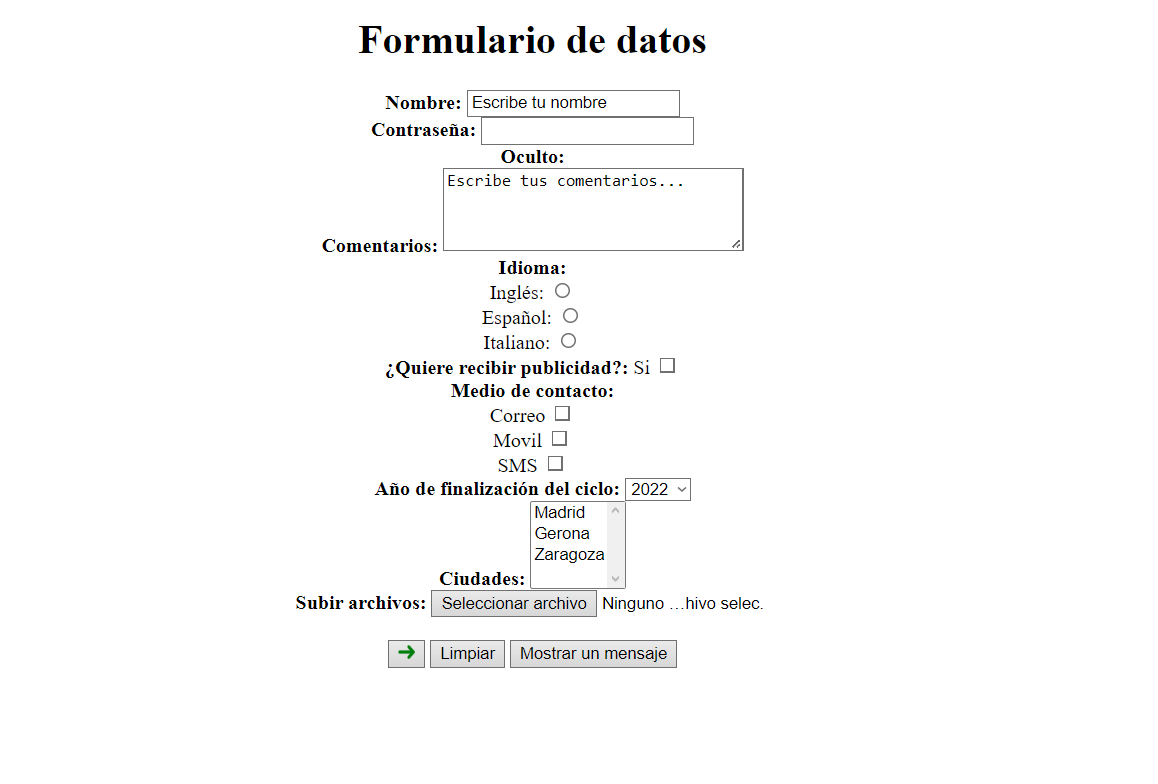 Formulario de datos
Nombre: Escribe tu nombre
Contraseña:
Oculto:
Escribe tus comentarios...
Comentarios:
Idioma:
Inglés:
Español:
Italiano:
¿Quiere recibir publicidad?: Si
Medio de contacto:
Correo
Movil
SMS
Año de finalización del ciclo: 2022
Madrid
Gerona
Zaragoza
Ciudades:
Subir archivos: Seleccionar archivo Ninguno ...hivo selec.
➔ Limpiar Mostrar un mensaje